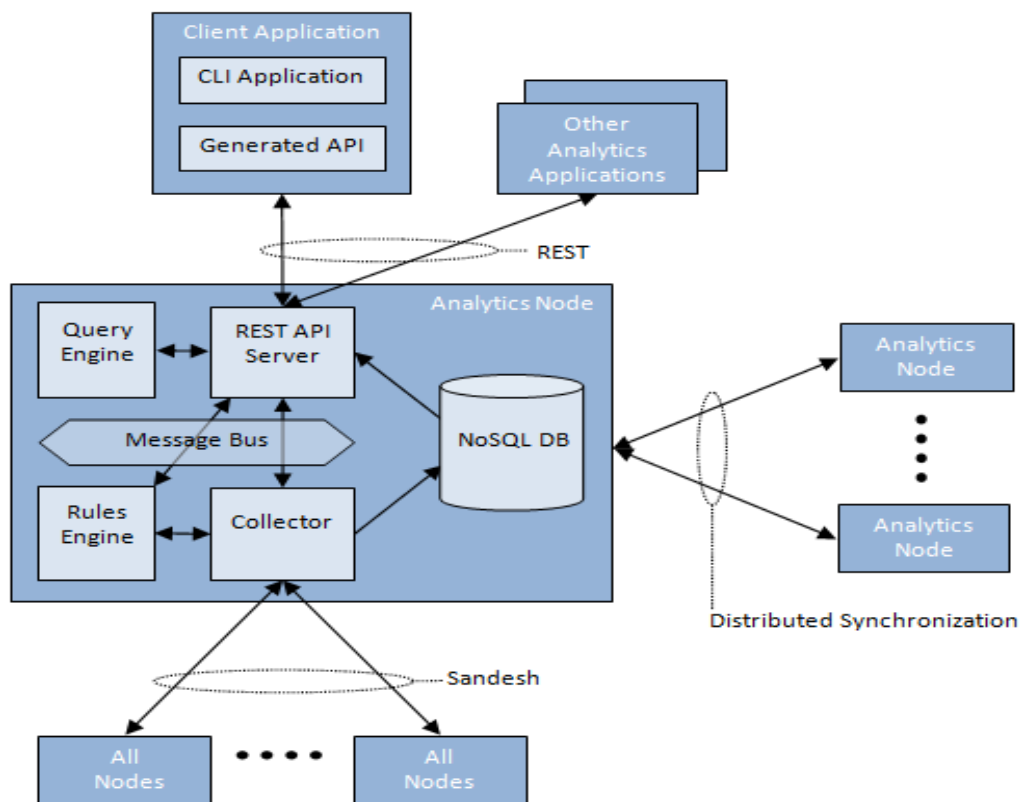 Client Application
CLI Application
Generated API
Other
Analytics
Applications
REST
Analytics Node
Query
Engine
REST API
Server
Message Bus
NoSQL DB
Rules
Engine
Collector
Analytics
Node
Analytics
Node
Distributed Synchronization
Sandesh
All
Nodes
All
Nodes